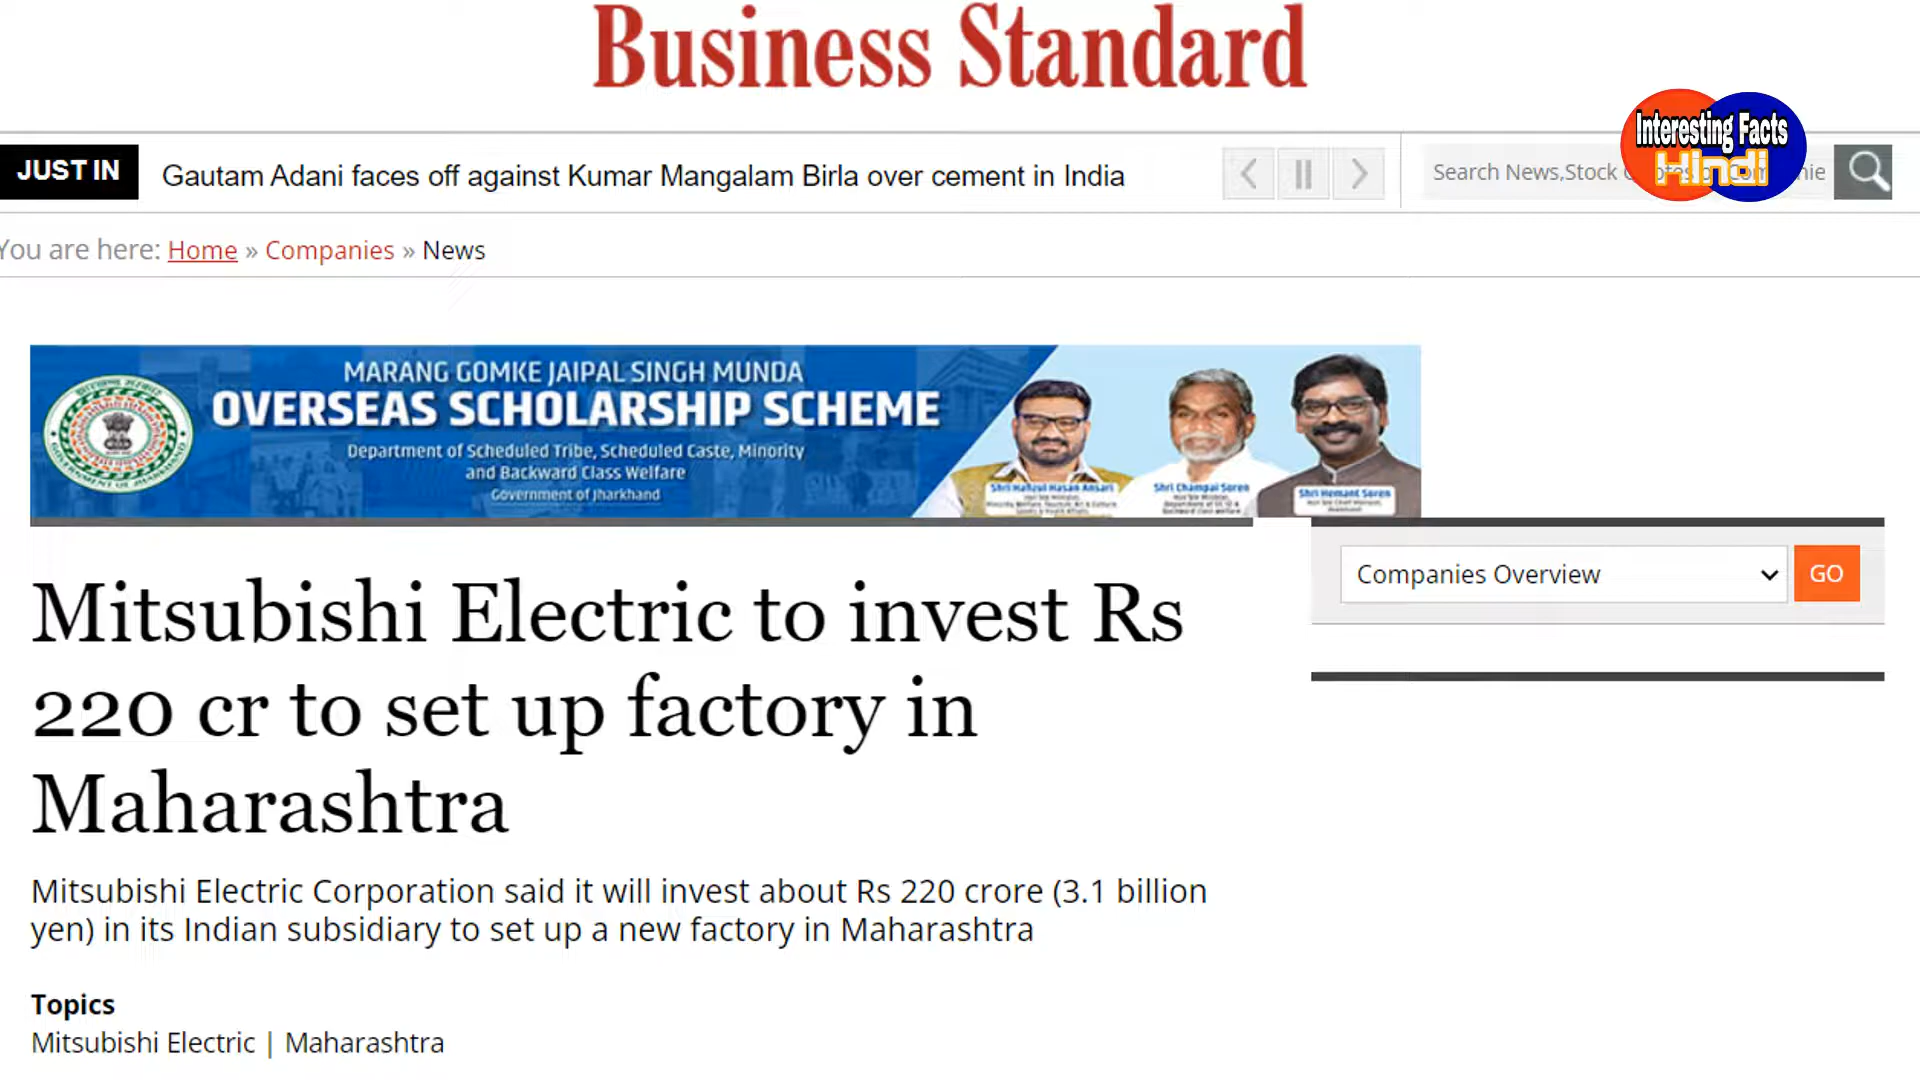 Business Standard
Interesting Facts
Hindi
JUST IN
Gautam Adani faces off against Kumar Mangalam Birla over cement in India
Search News,Stock
You are here: Home » Companies » News
MARANG GOMKE JAIPAL SINGH MUNDA
OVERSEAS SCHOLARSHIP SCHEME
Department of Scheduled Tribe, Scheduled Caste, Minority
and Backward Class Welfare
Government of Jharkhand
Shri Hafizul Hasan Ansari
Shri Champai Soren
Shri Hemant Soren
Companies Overview
GO
Mitsubishi Electric to invest Rs
220 cr to set up factory in
Maharashtra
Mitsubishi Electric Corporation said it will invest about Rs 220 crore (3.1 billion
yen) in its Indian subsidiary to set up a new factory in Maharashtra
Topics
Mitsubishi Electric | Maharashtra